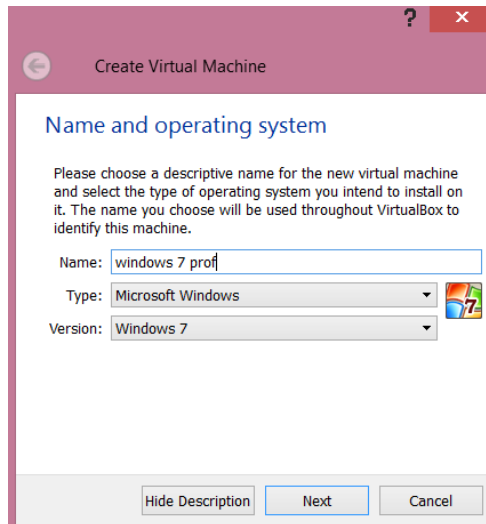 ?
Create Virtual Machine
Name and operating system
Please choose a descriptive name for the new virtual machine
and select the type of operating system you intend to install on
it. The name you choose will be used throughout VirtualBox to
identify this machine.
Name: windows 7 prof
Type: Microsoft Windows
7
Version: Windows 7
Hide Description Next Cancel